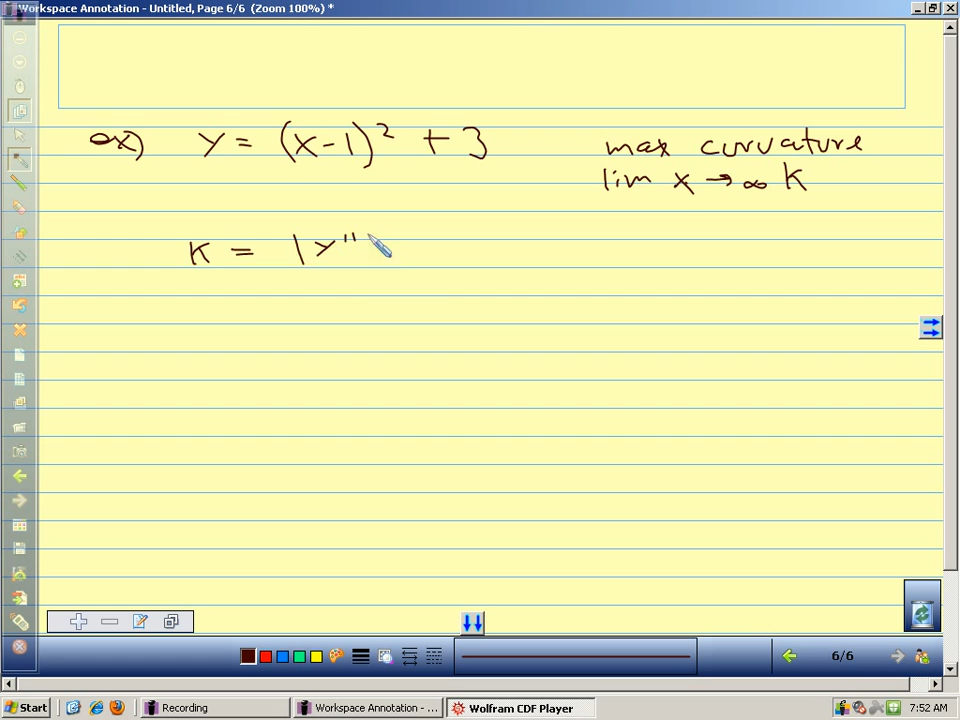 Workspace Annotation - Untitled, Page 6/6 (Zoom 100%) *
ex) y = (x-1)² + 3
max curvature
lim x → ∞ K
K = |y"
6/6
Start
Recording
Workspace Annotation - ...
Wolfram CDF Player
7:52 AM